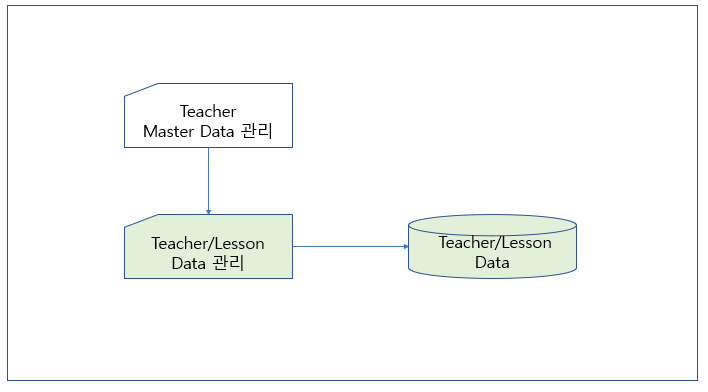 Teacher
Master Data 관리
Teacher/Lesson
Data 관리
Teacher/Lesson
Data